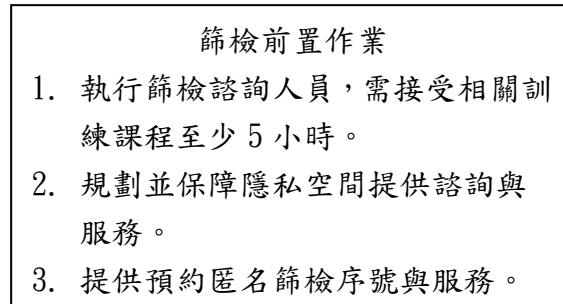 篩檢前置作業
1. 執行篩檢諮詢人員，需接受相關訓
練課程至少 5 小時。
2. 規劃並保障隱私空間提供諮詢與
服務。
3. 提供預約匿名篩檢序號與服務。